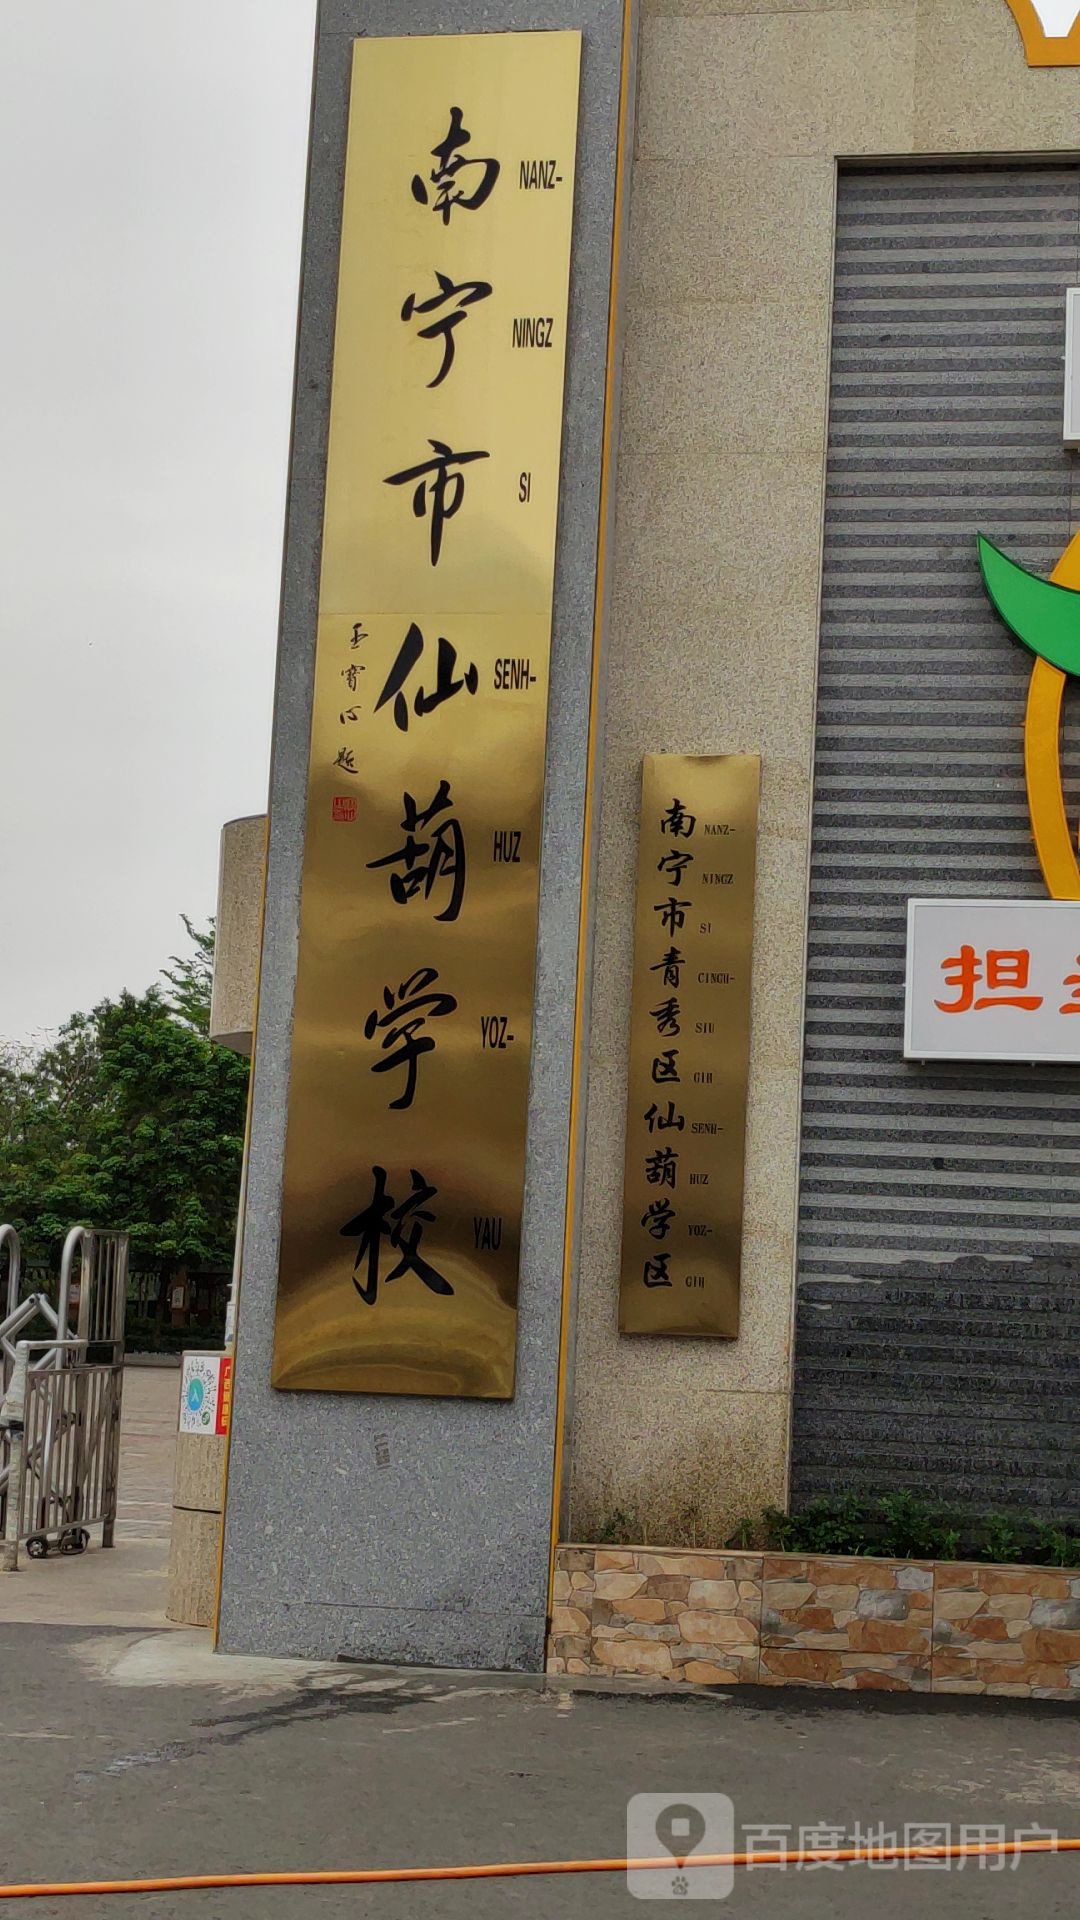 南宁市仙葫学校
NANZ-
NINGZ
SI
SENH-
HUZ
YOZ-
YAU
南宁市青秀区仙葫学区
NANZ-
NINGZ
SI
CINGH-
SIU
GIH
SENH-
HUZ
YOZ-
GIH
担
入
百度地图用户